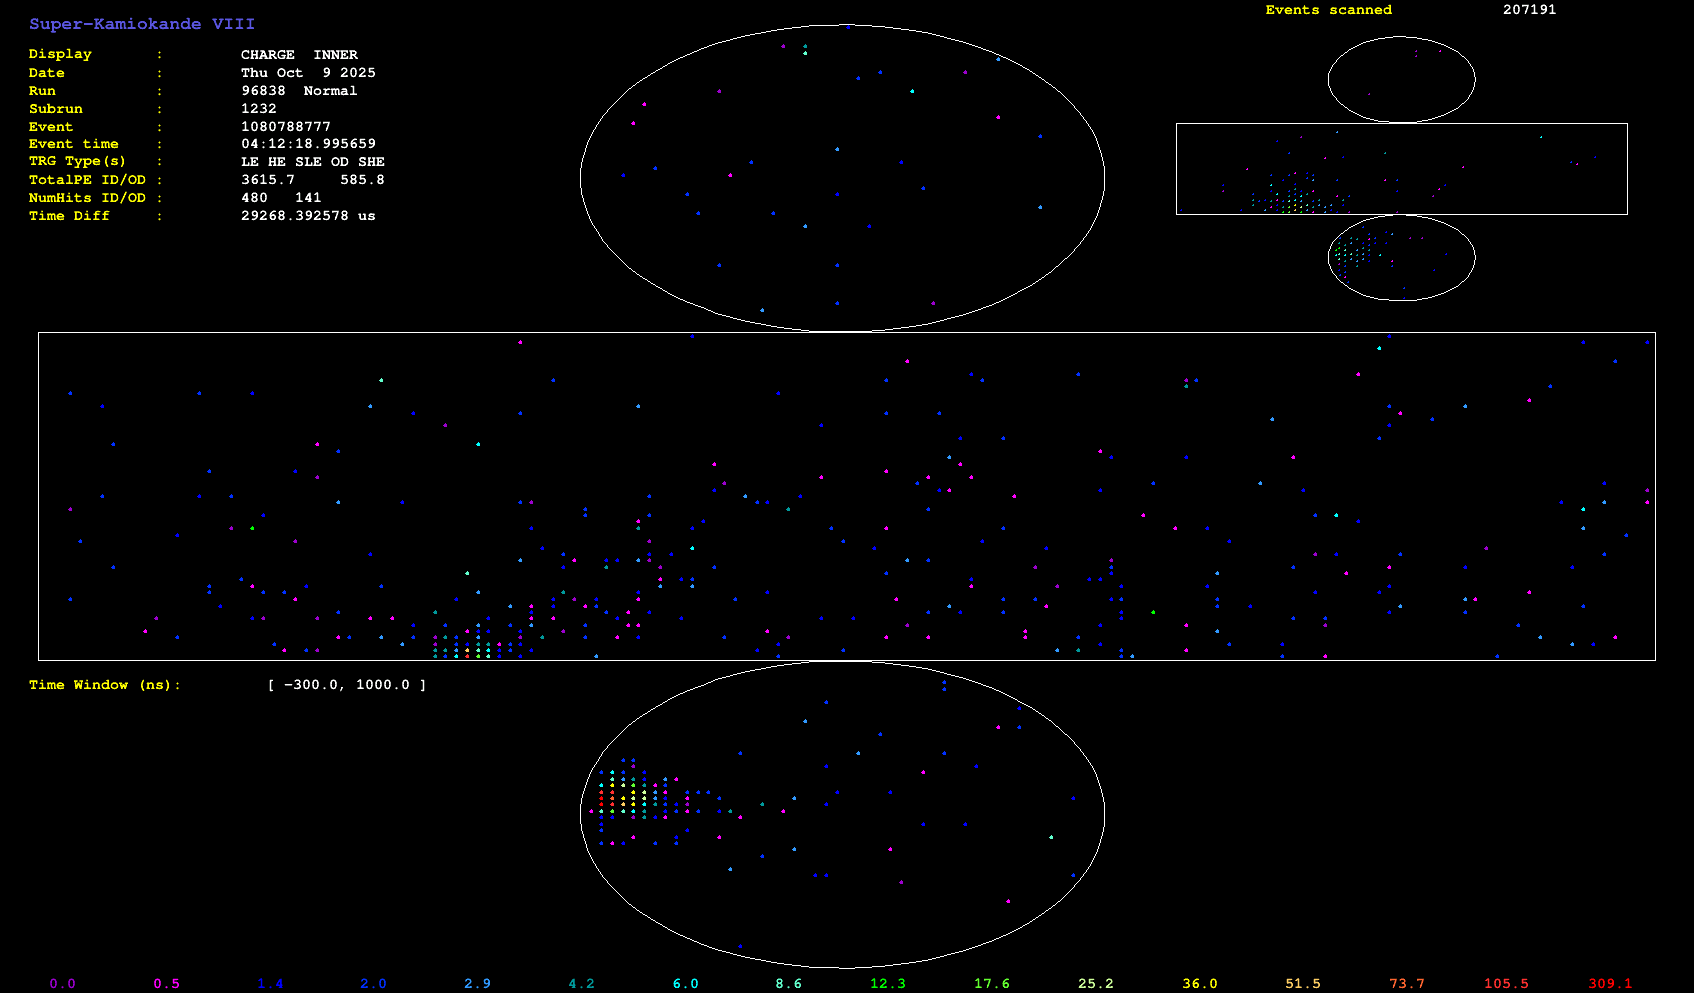 Super-Kamiokande VIII
Events scanned 207191
Display : CHARGE INNER
Date : Thu Oct 9 2025
Run : 96838 Normal
Subrun : 1232
Event : 1080788777
Event time : 04:12:18.995659
TRG Type(s) : LE HE SLE OD SHE
TotalPE ID/OD : 3615.7 585.8
NumHits ID/OD : 480 141
Time Diff : 29268.392578 us
Time Window (ns): [ -300.0, 1000.0 ]
0.0 0.5 1.4 2.0 2.9 4.2 6.0 8.6 12.3 17.6 25.2 36.0 51.5 73.7 105.5 309.1